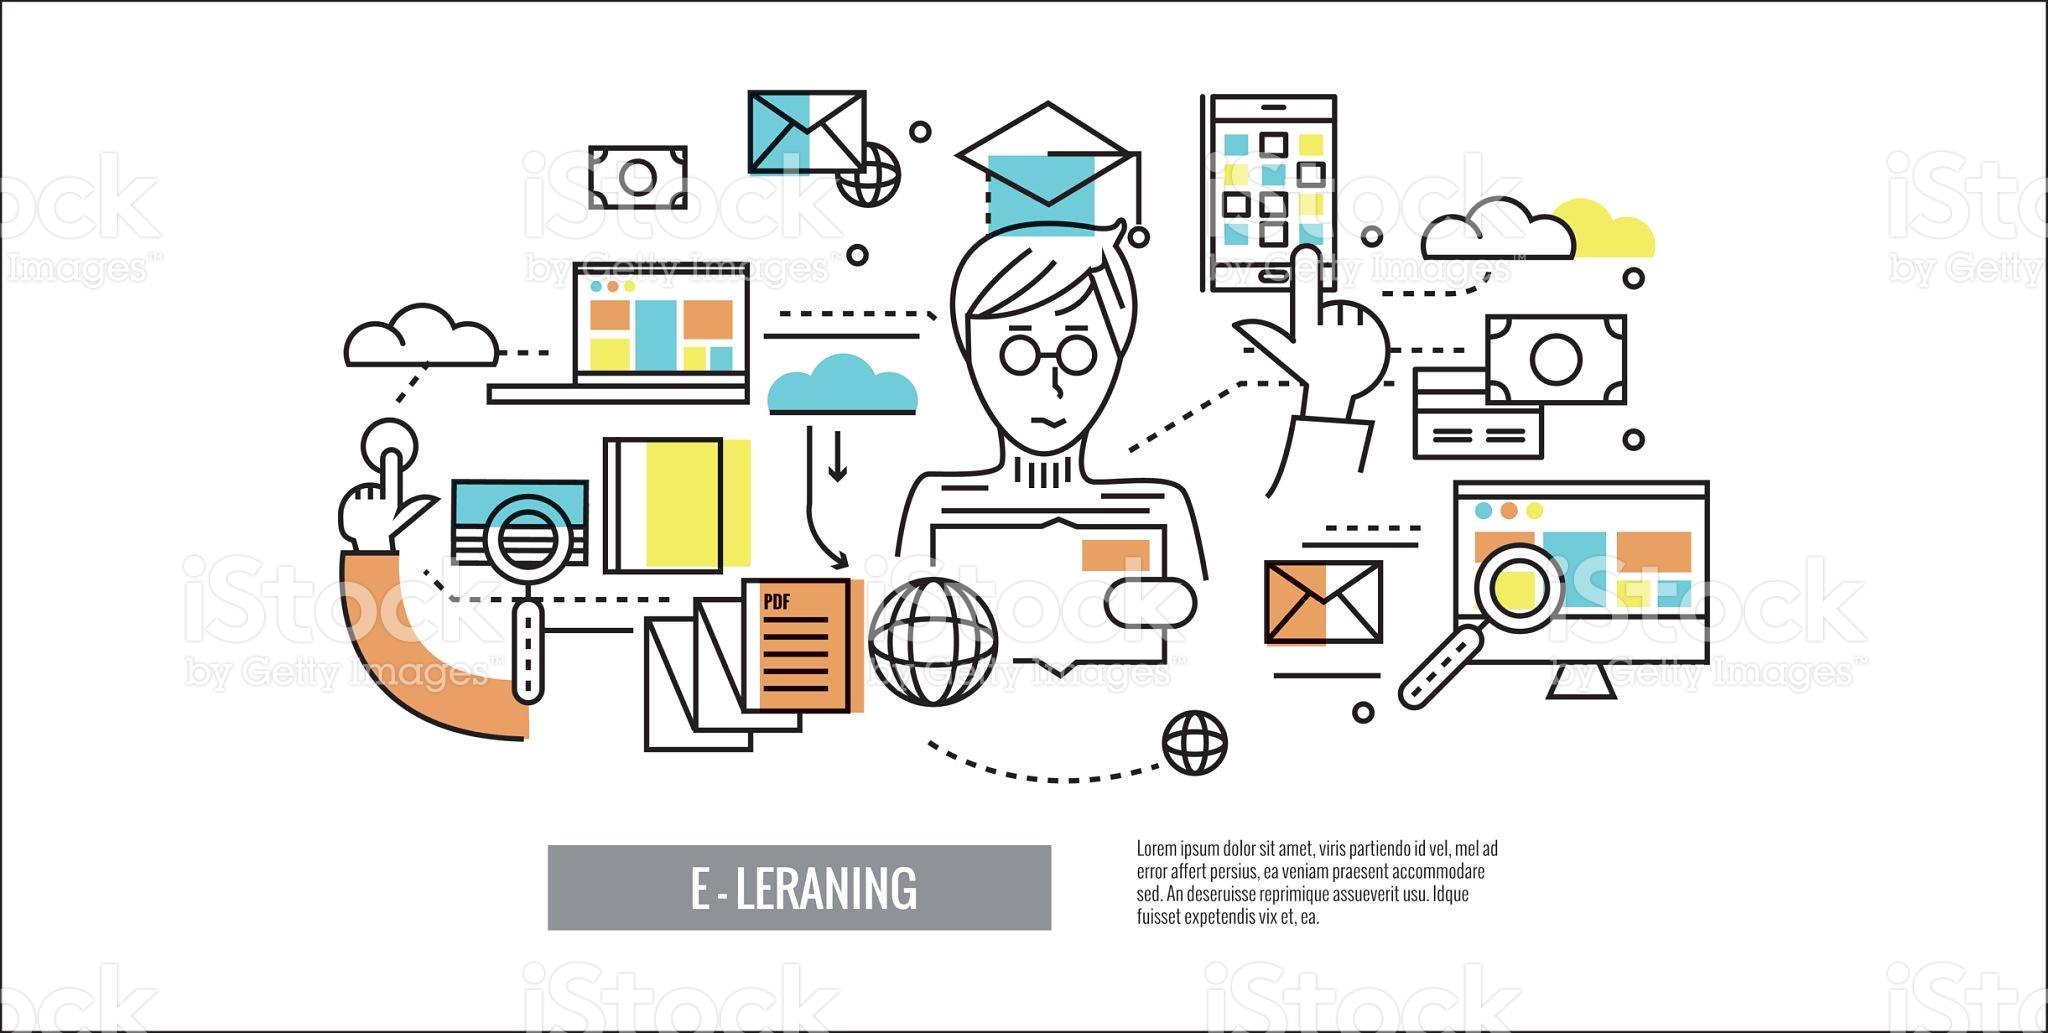 PDF
E - LERANING
Lorem ipsum dolor sit amet, viris partiendo id vel, mel ad
error affert persius, ea veniam praesent accommodare
sed. An deseruisse reprimique assueverit usu. Idque
fuisset expetendis vix et, ea.
iStock
by Getty Images™